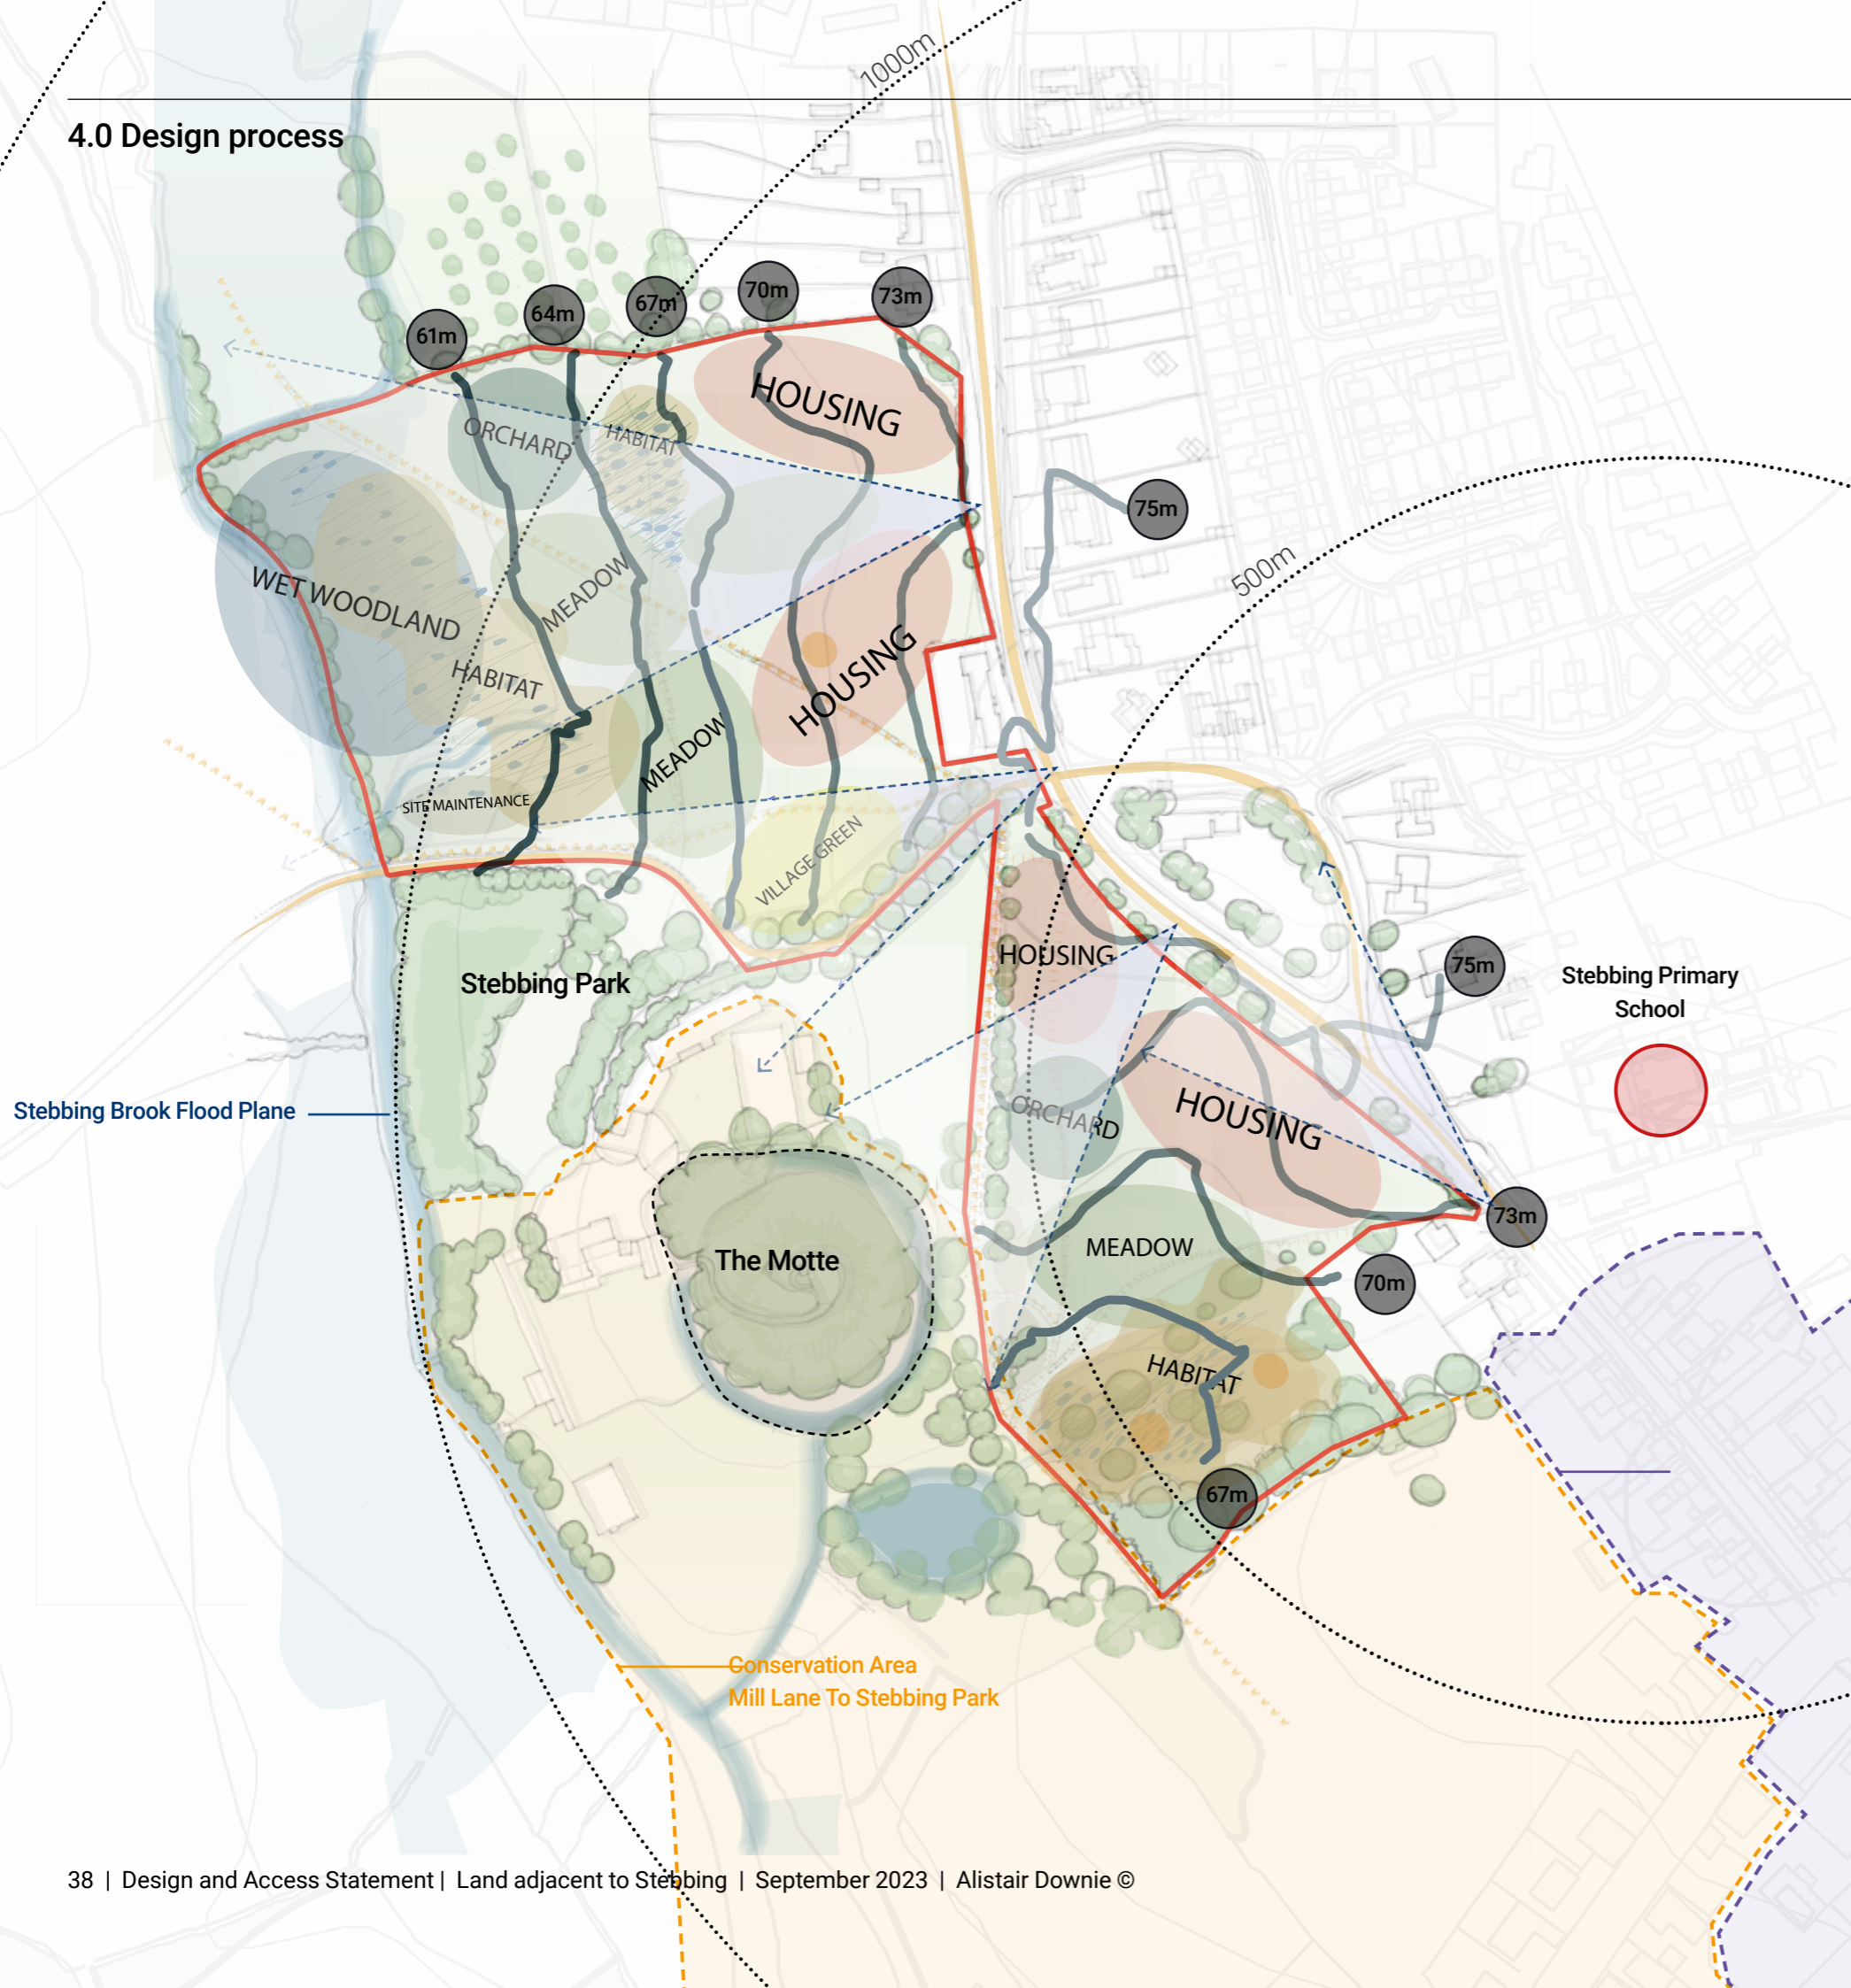 1000m
4.0 Design process
61m
64m
67m
70m
73m
HOUSING
ORCHARD
HABITAT
75m
500m
WET WOODLAND
MEADOW
HABITAT
HOUSING
MEADOW
SITE MAINTENANCE
VILLAGE GREEN
HOUSING
Stebbing Park
75m
Stebbing Primary
School
Stebbing Brook Flood Plane
ORCHARD
HOUSING
73m
The Motte
MEADOW
70m
HABITAT
67m
Conservation Area
Mill Lane To Stebbing Park
38 | Design and Access Statement | Land adjacent to Stebbing | September 2023 | Alistair Downie ©